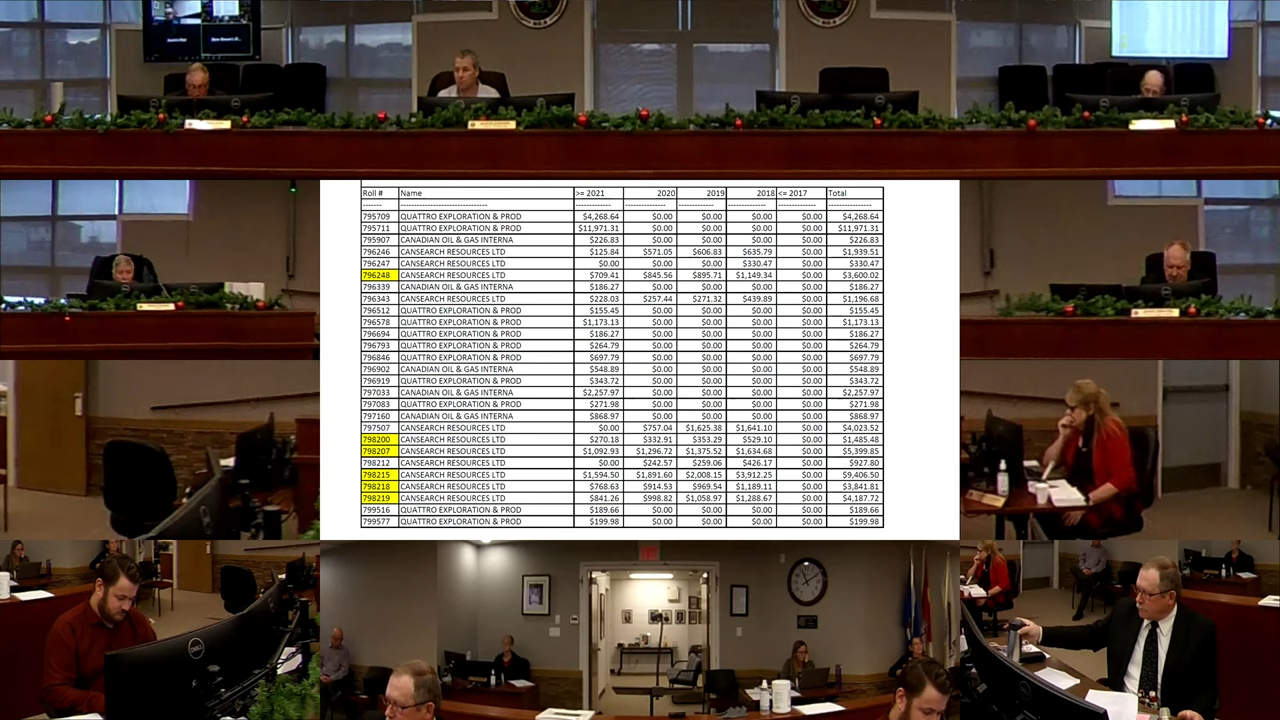 Roll # Name >= 2021 2020 2019 2018 <= 2017 Total
------- ------------------------------- ------------- --------------- ------------- -------------- ------------- ----------------
795709 QUATTRO EXPLORATION & PROD $4,268.64 $0.00 $0.00 $0.00 $0.00 $4,268.64
795711 QUATTRO EXPLORATION & PROD $11,971.31 $0.00 $0.00 $0.00 $0.00 $11,971.31
795907 CANADIAN OIL & GAS INTERNA $226.83 $0.00 $0.00 $0.00 $0.00 $226.83
796246 CANSEARCH RESOURCES LTD $125.84 $571.05 $606.83 $635.79 $0.00 $1,939.51
796247 CANSEARCH RESOURCES LTD $0.00 $0.00 $0.00 $330.47 $0.00 $330.47
796248 CANSEARCH RESOURCES LTD $709.41 $845.56 $895.71 $1,149.34 $0.00 $3,600.02
796339 CANADIAN OIL & GAS INTERNA $186.27 $0.00 $0.00 $0.00 $0.00 $186.27
796343 CANSEARCH RESOURCES LTD $228.03 $257.44 $271.32 $439.89 $0.00 $1,196.68
796512 QUATTRO EXPLORATION & PROD $155.45 $0.00 $0.00 $0.00 $0.00 $155.45
796578 QUATTRO EXPLORATION & PROD $1,173.13 $0.00 $0.00 $0.00 $0.00 $1,173.13
796694 QUATTRO EXPLORATION & PROD $186.27 $0.00 $0.00 $0.00 $0.00 $186.27
796793 QUATTRO EXPLORATION & PROD $264.79 $0.00 $0.00 $0.00 $0.00 $264.79
796846 QUATTRO EXPLORATION & PROD $697.79 $0.00 $0.00 $0.00 $0.00 $697.79
796902 CANADIAN OIL & GAS INTERNA $548.89 $0.00 $0.00 $0.00 $0.00 $548.89
796919 QUATTRO EXPLORATION & PROD $343.72 $0.00 $0.00 $0.00 $0.00 $343.72
797033 CANADIAN OIL & GAS INTERNA $2,257.97 $0.00 $0.00 $0.00 $0.00 $2,257.97
797083 QUATTRO EXPLORATION & PROD $271.98 $0.00 $0.00 $0.00 $0.00 $271.98
797160 CANADIAN OIL & GAS INTERNA $868.97 $0.00 $0.00 $0.00 $0.00 $868.97
797507 CANSEARCH RESOURCES LTD $0.00 $757.04 $1,625.38 $1,641.10 $0.00 $4,023.52
798200 CANSEARCH RESOURCES LTD $270.18 $332.91 $353.29 $529.10 $0.00 $1,485.48
798207 CANSEARCH RESOURCES LTD $1,092.93 $1,296.72 $1,375.52 $1,634.68 $0.00 $5,399.85
798212 CANSEARCH RESOURCES LTD $0.00 $242.57 $259.06 $426.17 $0.00 $927.80
798215 CANSEARCH RESOURCES LTD $1,594.50 $1,891.60 $2,008.15 $3,912.25 $0.00 $9,406.50
798218 CANSEARCH RESOURCES LTD $768.63 $914.53 $969.54 $1,189.11 $0.00 $3,841.81
798219 CANSEARCH RESOURCES LTD $841.26 $998.82 $1,058.97 $1,288.67 $0.00 $4,187.72
799516 QUATTRO EXPLORATION & PROD $189.66 $0.00 $0.00 $0.00 $0.00 $189.66
799577 QUATTRO EXPLORATION & PROD $199.98 $0.00 $0.00 $0.00 $0.00 $199.98